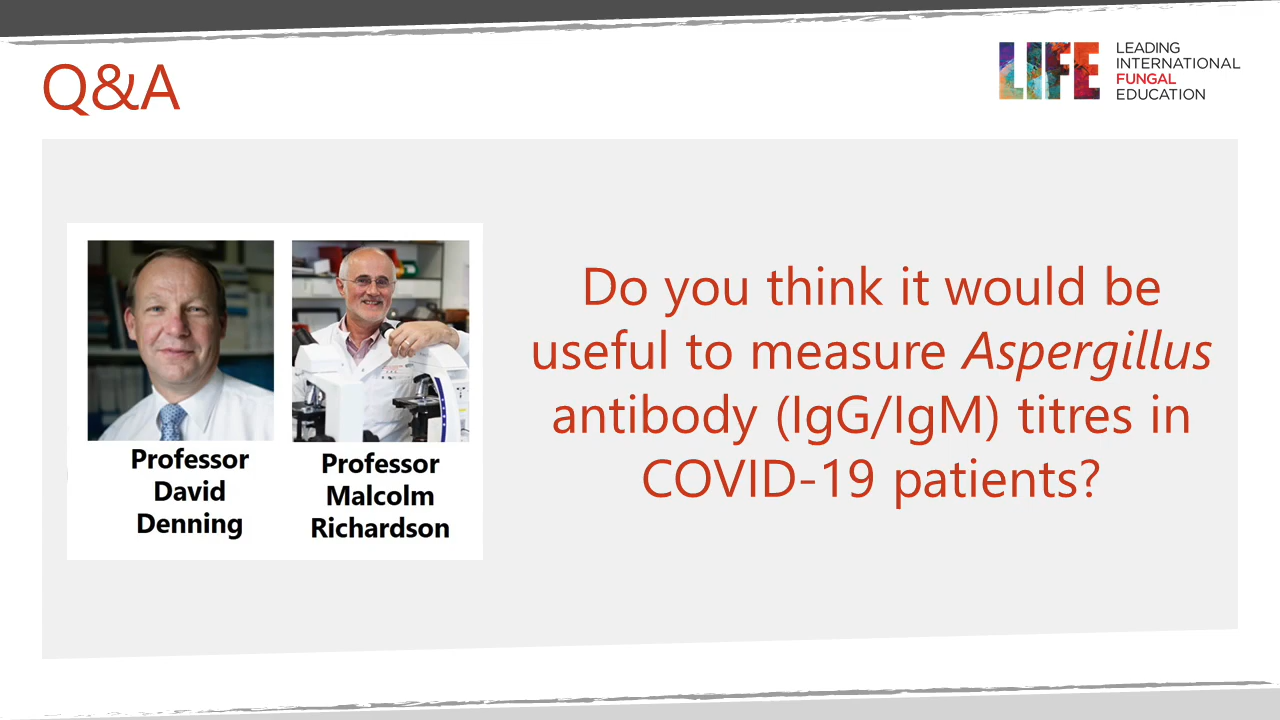 Q&A
LIFE
LEADING
INTERNATIONAL
FUNGAL
EDUCATION
Professor
David
Denning
Professor
Malcolm
Richardson
Do you think it would be
useful to measure Aspergillus
antibody (IgG/IgM) titres in
COVID-19 patients?